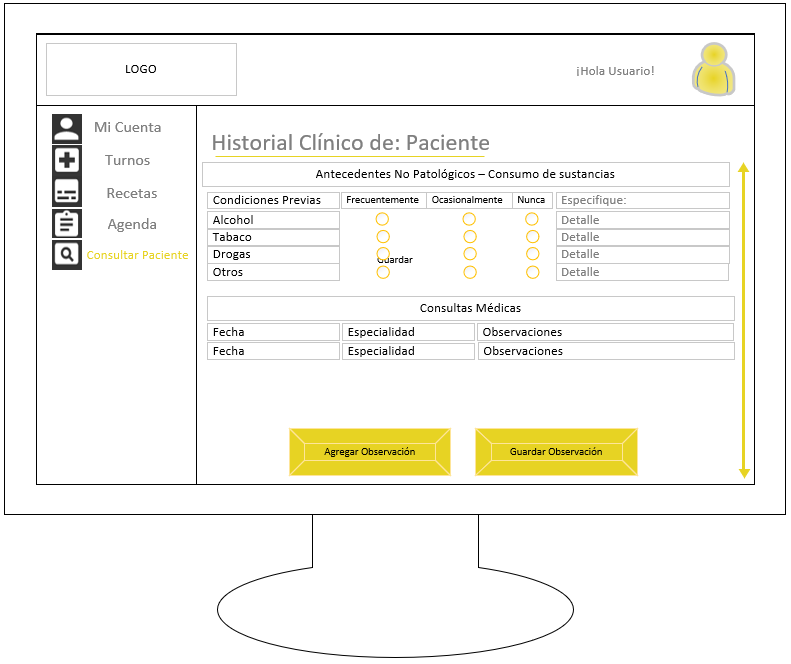 LOGO
¡Hola Usuario!
Mi Cuenta
Turnos
Recetas
Agenda
Consultar Paciente
Historial Clínico de: Paciente
Antecedentes No Patológicos – Consumo de sustancias
Condiciones Previas Frecuentemente Ocasionalmente Nunca Especifique:
Alcohol Detalle
Tabaco Detalle
Drogas Detalle
Guardar
Otros Detalle
Consultas Médicas
Fecha Especialidad Observaciones
Fecha Especialidad Observaciones
Agregar Observación Guardar Observación